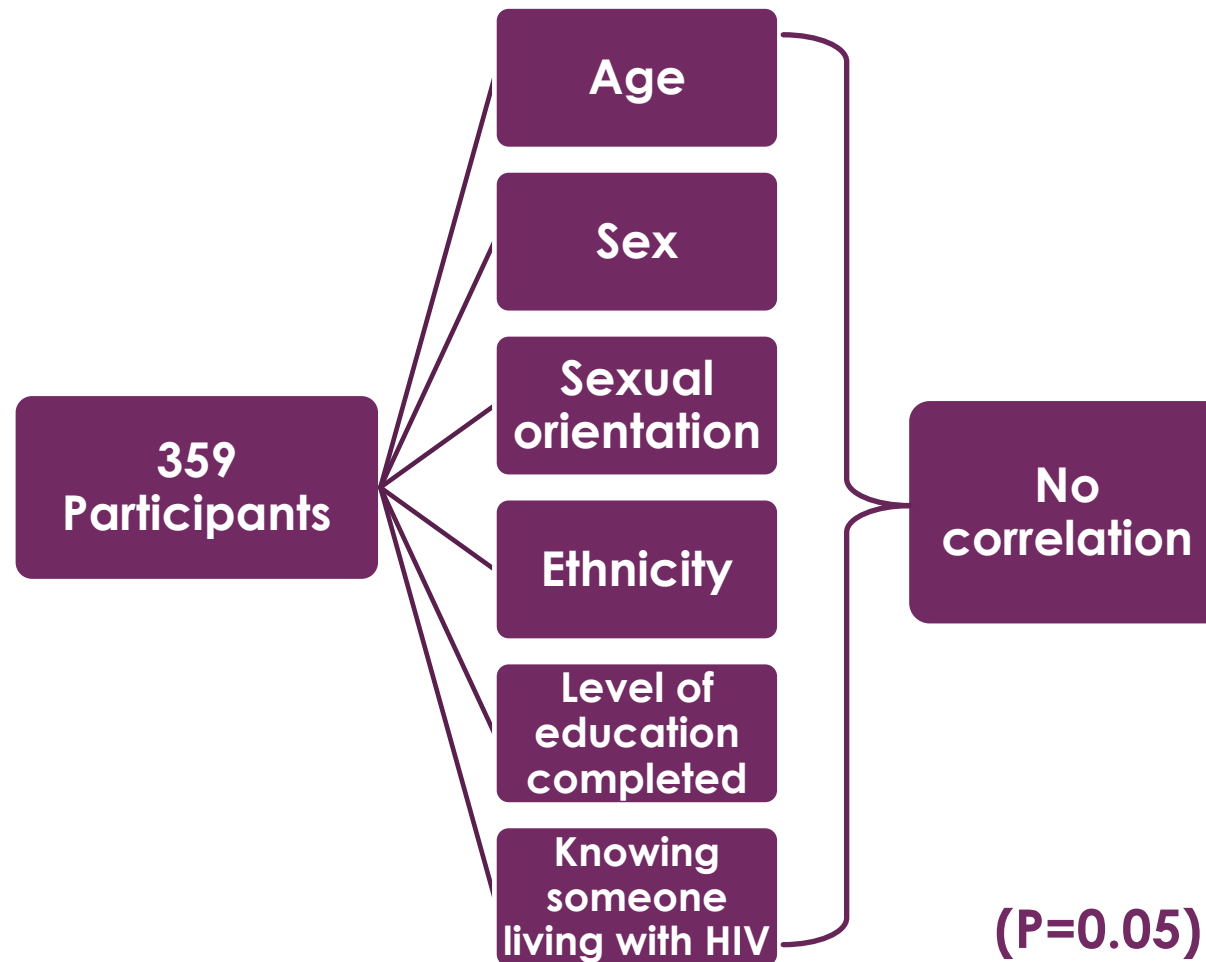 359
Participants
Age
Sex
Sexual
orientation
Ethnicity
Level of
education
completed
Knowing
someone
living with HIV
No
correlation
(P=0.05)